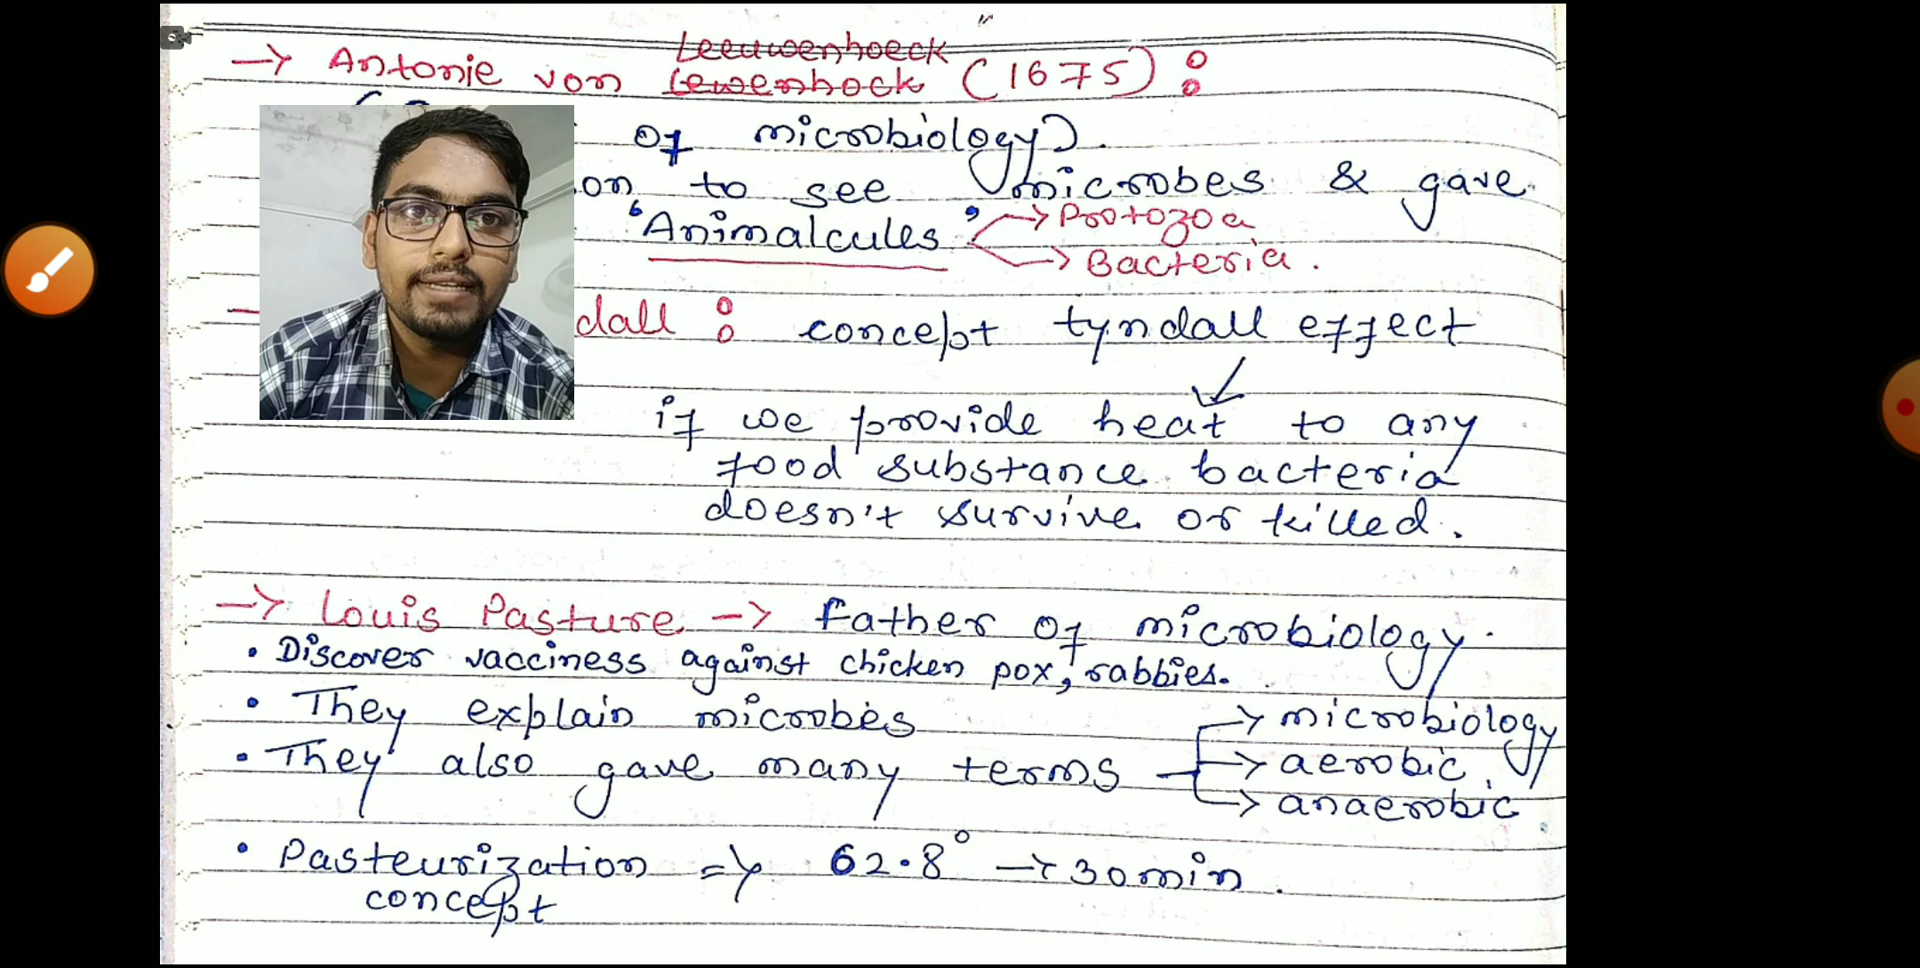 Leeuwenhoeck
→ Antonie von Lewenhock (1675) :
of microbiology).
on to see microbes & gave
'Animalcules' → Protozoa
→ Bacteria.
dall : concept tyndall effect
if we provide heat to any
food substance bacteria
doesn't survive or killed.
→ Louis Pasture → Father of microbiology.
• Discover vacciness against chicken pox, rabbies.
• They explain microbes
→ microbiology
• They also gave many terms → aerobic,
→ anaerobic
• Pasteurization => 62.8° → 30 min.
concept